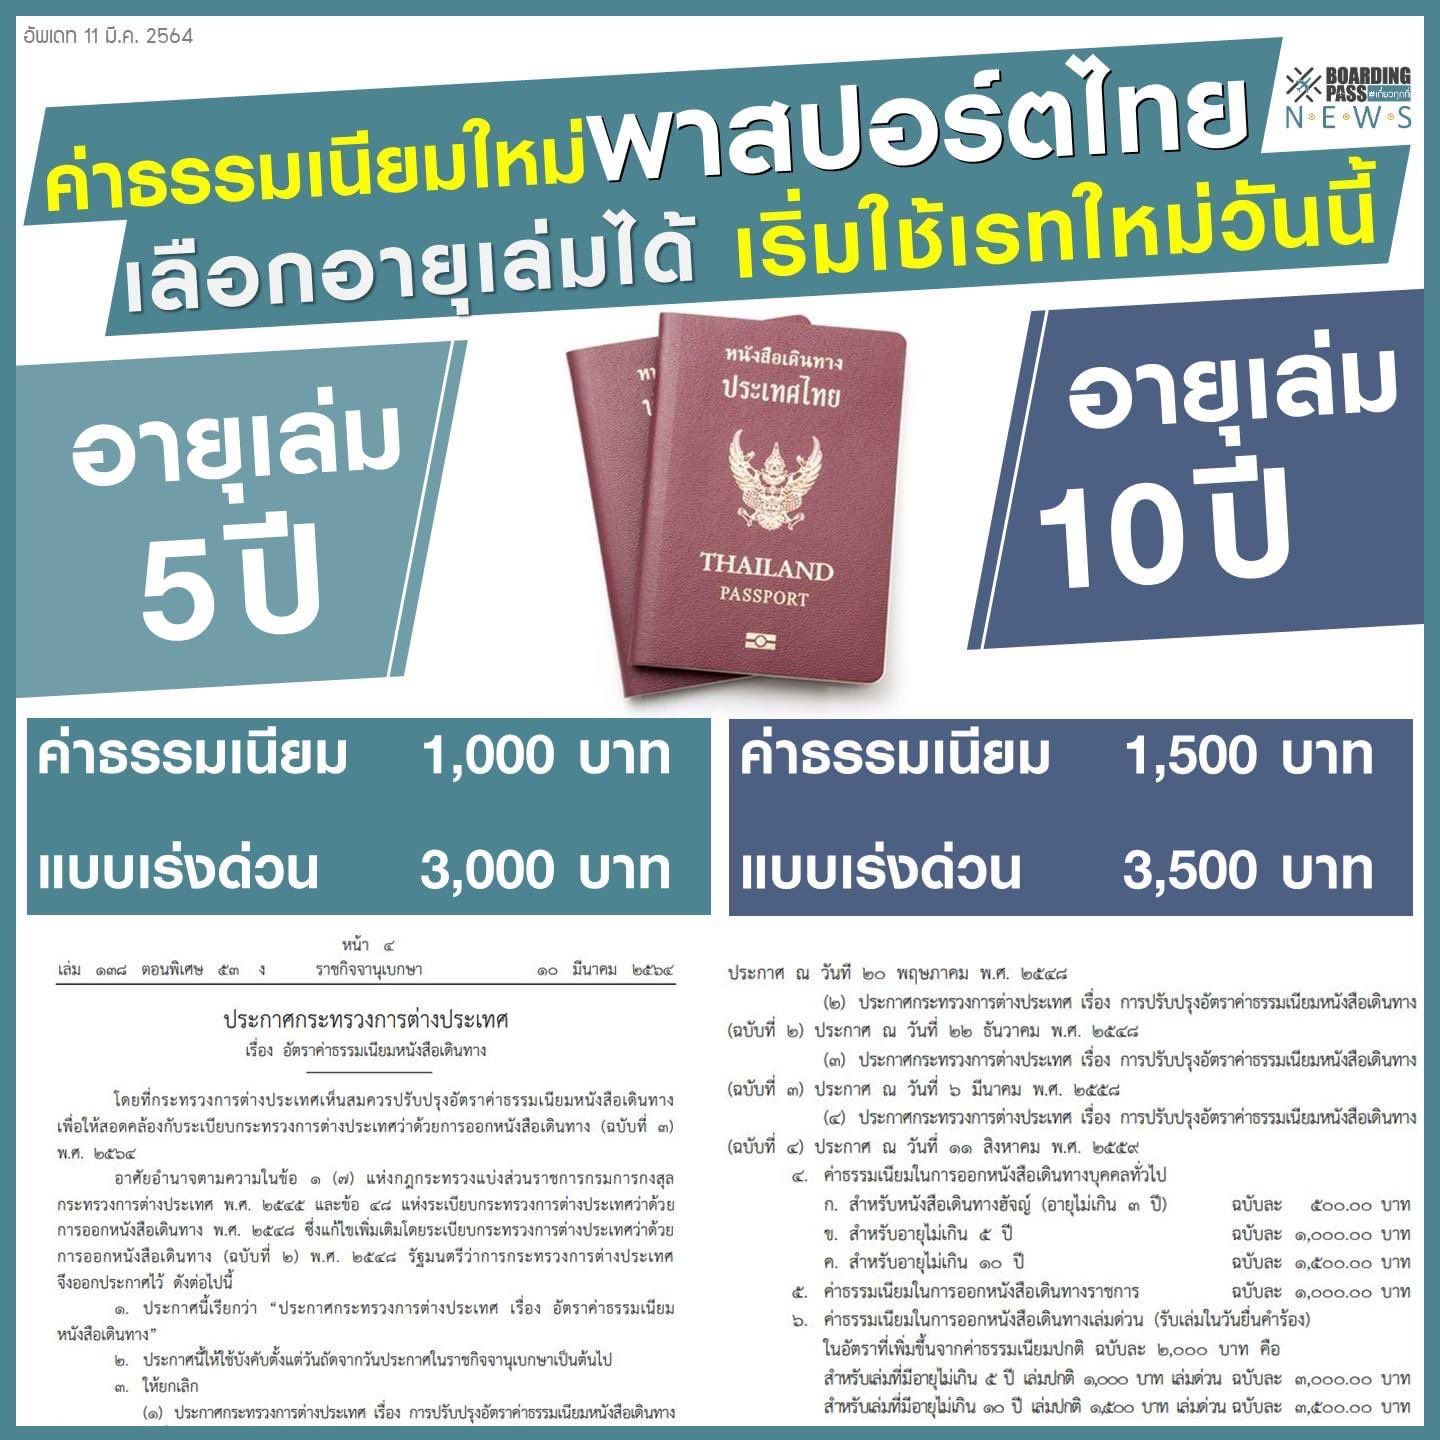 อัพเดท 11 มี.ค. 2564
BOARDING
PASS #เที่ยวทุกที่
NEWS
ค่าธรรมเนียมใหม่พาสปอร์ตไทย
เลือกอายุเล่มได้ เริ่มใช้เรทใหม่วันนี้
อายุเล่ม
5 ปี
หนังสือเดินทาง
ประเทศไทย
THAILAND
PASSPORT
อายุเล่ม
10 ปี
ค่าธรรมเนียม 1,000 บาท
แบบเร่งด่วน 3,000 บาท
ค่าธรรมเนียม 1,500 บาท
แบบเร่งด่วน 3,500 บาท
หน้า ๔
เล่ม ๑๓๘ ตอนพิเศษ ๕๓ ง ราชกิจจานุเบกษา ๑๐ มีนาคม ๒๕๖๔
ประกาศกระทรวงการต่างประเทศ
เรื่อง อัตราค่าธรรมเนียมหนังสือเดินทาง
โดยที่กระทรวงการต่างประเทศเห็นสมควรปรับปรุงอัตราค่าธรรมเนียมหนังสือเดินทาง
เพื่อให้สอดคล้องกับระเบียบกระทรวงการต่างประเทศว่าด้วยการออกหนังสือเดินทาง (ฉบับที่ ๓)
พ.ศ. ๒๕๖๔
อาศัยอำนาจตามความในข้อ ๑ (๗) แห่งกฎกระทรวงแบ่งส่วนราชการกรมการกงสุล
กระทรวงการต่างประเทศ พ.ศ. ๒๕๔๕ และข้อ ๔๘ แห่งระเบียบกระทรวงการต่างประเทศว่าด้วย
การออกหนังสือเดินทาง พ.ศ. ๒๕๔๘ ซึ่งแก้ไขเพิ่มเติมโดยระเบียบกระทรวงการต่างประเทศว่าด้วย
การออกหนังสือเดินทาง (ฉบับที่ ๒) พ.ศ. ๒๕๔๘ รัฐมนตรีว่าการกระทรวงการต่างประเทศ
จึงออกประกาศไว้ ดังต่อไปนี้
๑. ประกาศนี้เรียกว่า “ประกาศกระทรวงการต่างประเทศ เรื่อง อัตราค่าธรรมเนียม
หนังสือเดินทาง”
๒. ประกาศนี้ให้ใช้บังคับตั้งแต่วันถัดจากวันประกาศในราชกิจจานุเบกษาเป็นต้นไป
๓. ให้ยกเลิก
(๑) ประกาศกระทรวงการต่างประเทศ เรื่อง การปรับปรุงอัตราค่าธรรมเนียมหนังสือเดินทาง
ประกาศ ณ วันที่ ๒๐ พฤษภาคม พ.ศ. ๒๕๔๘
(๒) ประกาศกระทรวงการต่างประเทศ เรื่อง การปรับปรุงอัตราค่าธรรมเนียมหนังสือเดินทาง
(ฉบับที่ ๒) ประกาศ ณ วันที่ ๒๒ ธันวาคม พ.ศ. ๒๕๔๘
(๓) ประกาศกระทรวงการต่างประเทศ เรื่อง การปรับปรุงอัตราค่าธรรมเนียมหนังสือเดินทาง
(ฉบับที่ ๓) ประกาศ ณ วันที่ ๖ มีนาคม พ.ศ. ๒๕๕๘
(๔) ประกาศกระทรวงการต่างประเทศ เรื่อง การปรับปรุงอัตราค่าธรรมเนียมหนังสือเดินทาง
(ฉบับที่ ๔) ประกาศ ณ วันที่ ๑๑ สิงหาคม พ.ศ. ๒๕๕๙
๔. ค่าธรรมเนียมในการออกหนังสือเดินทางบุคคลทั่วไป
ก. สำหรับหนังสือเดินทางฮัจญ์ (อายุไม่เกิน ๓ ปี) ฉบับละ ๕๐๐.๐๐ บาท
ข. สำหรับอายุไม่เกิน ๕ ปี ฉบับละ ๑,๐๐๐.๐๐ บาท
ค. สำหรับอายุไม่เกิน ๑๐ ปี ฉบับละ ๑,๕๐๐.๐๐ บาท
๕. ค่าธรรมเนียมในการออกหนังสือเดินทางราชการ ฉบับละ ๑,๐๐๐.๐๐ บาท
๖. ค่าธรรมเนียมในการออกหนังสือเดินทางเล่มด่วน (รับเล่มในวันยื่นคำร้อง)
ในอัตราที่เพิ่มขึ้นจากค่าธรรมเนียมปกติ ฉบับละ ๒,๐๐๐ บาท คือ
สำหรับเล่มที่มีอายุไม่เกิน ๕ ปี เล่มปกติ ๑,๐๐๐ บาท เล่มด่วน ฉบับละ ๓,๐๐๐.๐๐ บาท
สำหรับเล่มที่มีอายุไม่เกิน ๑๐ ปี เล่มปกติ ๑,๕๐๐ บาท เล่มด่วน ฉบับละ ๓,๕๐๐.๐๐ บาท